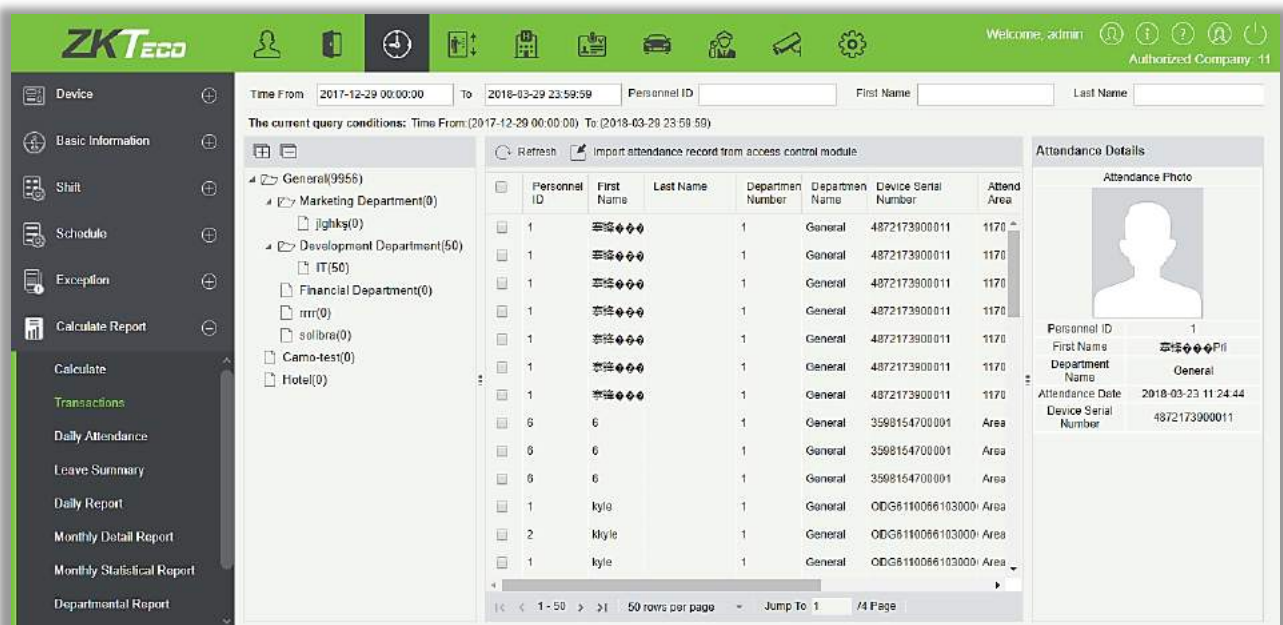 ZKTECO
Welcome, admin
Authorized Company: 11
Device
Basic Information
Shift
Schedule
Exception
Calculate Report
Calculate
Transactions
Daily Attendance
Leave Summary
Daily Report
Monthly Detail Report
Monthly Statistical Report
Departmental Report
Time From 2017-12-29 00:00:00 To 2018-03-29 23:59:59 Personnel ID First Name Last Name
The current query conditions: Time From:(2017-12-29 00:00:00) To:(2018-03-29 23:59:59)
General(9956)
Marketing Department(0)
jlghkş(0)
Development Department(50)
IT(50)
Financial Department(0)
rrrr(0)
solibra(0)
Camo-test(0)
Hotel(0)
Refresh Import attendance record from access control module
Personnel ID First Name Last Name Departmen Number Departmen Name Device Serial Number Attend Area
1 ��� 1 General 4872173900011 1170
1 ��� 1 General 4872173900011 1170
1 ��� 1 General 4872173900011 1170
1 ��� 1 General 4872173900011 1170
1 ��� 1 General 4872173900011 1170
1 ��� 1 General 4872173900011 1170
1 ��� 1 General 4872173900011 1170
6 6 1 General 3598154700001 Area
6 6 1 General 3598154700001 Area
6 6 1 General 3598154700001 Area
1 kyle 1 General ODG6110066103000 Area
2 kkyle 1 General ODG6110066103000 Area
1 kyle 1 General ODG6110066103000 Area
1 - 50 50 rows per page Jump To 1 /4 Page
Attendance Details
Attendance Photo
Personnel ID 1
First Name ���Pri
Department Name General
Attendance Date 2018-03-23 11:24:44
Device Serial Number 4872173900011